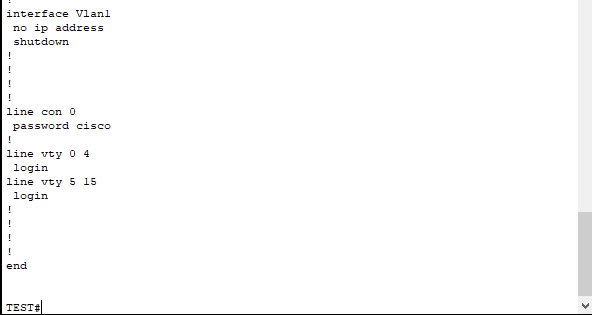 !
interface Vlan1
 no ip address
 shutdown
!
!
!
!
line con 0
 password cisco
!
line vty 0 4
 login
line vty 5 15
 login
!
!
!
!
end
TEST#